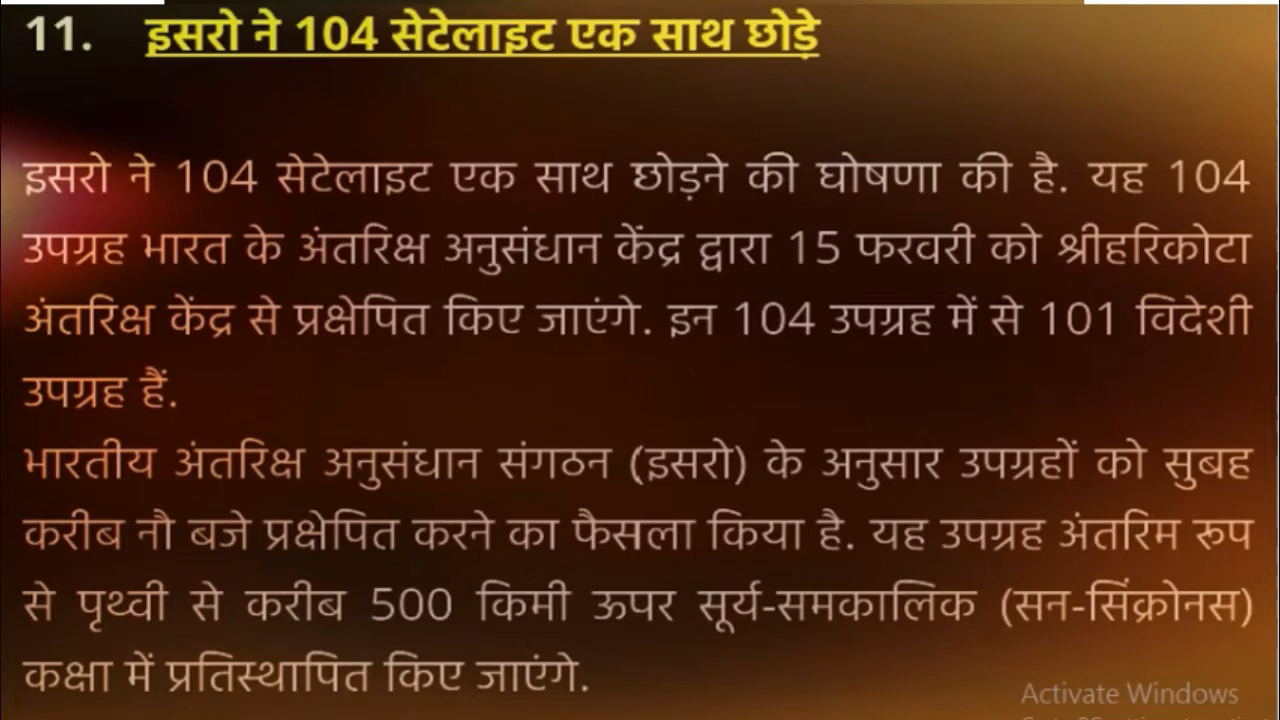 11. इसरो ने 104 सेटेलाइट एक साथ छोड़े
इसरो ने 104 सेटेलाइट एक साथ छोड़ने की घोषणा की है. यह 104
उपग्रह भारत के अंतरिक्ष अनुसंधान केंद्र द्वारा 15 फरवरी को श्रीहरिकोटा
अंतरिक्ष केंद्र से प्रक्षेपित किए जाएंगे. इन 104 उपग्रह में से 101 विदेशी
उपग्रह हैं.
भारतीय अंतरिक्ष अनुसंधान संगठन (इसरो) के अनुसार उपग्रहों को सुबह
करीब नौ बजे प्रक्षेपित करने का फैसला किया है. यह उपग्रह अंतरिम रूप
से पृथ्वी से करीब 500 किमी ऊपर सूर्य-समकालिक (सन-सिंक्रोनस)
कक्षा में प्रतिस्थापित किए जाएंगे.
Activate Windows